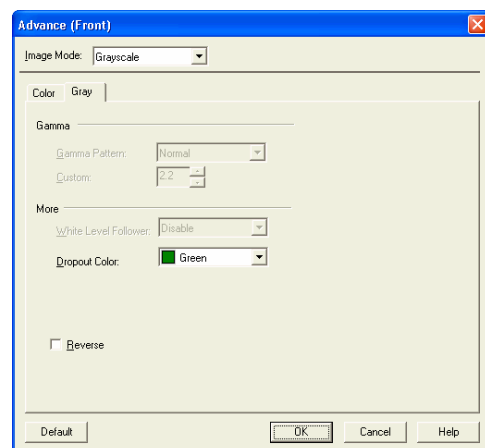 Advance (Front)
Image Mode: Grayscale
Color Gray
Gamma
Gamma Pattern: Normal
Custom: 2.2
More
White Level Follower: Disable
Dropout Color: Green
Reverse
Default OK Cancel Help